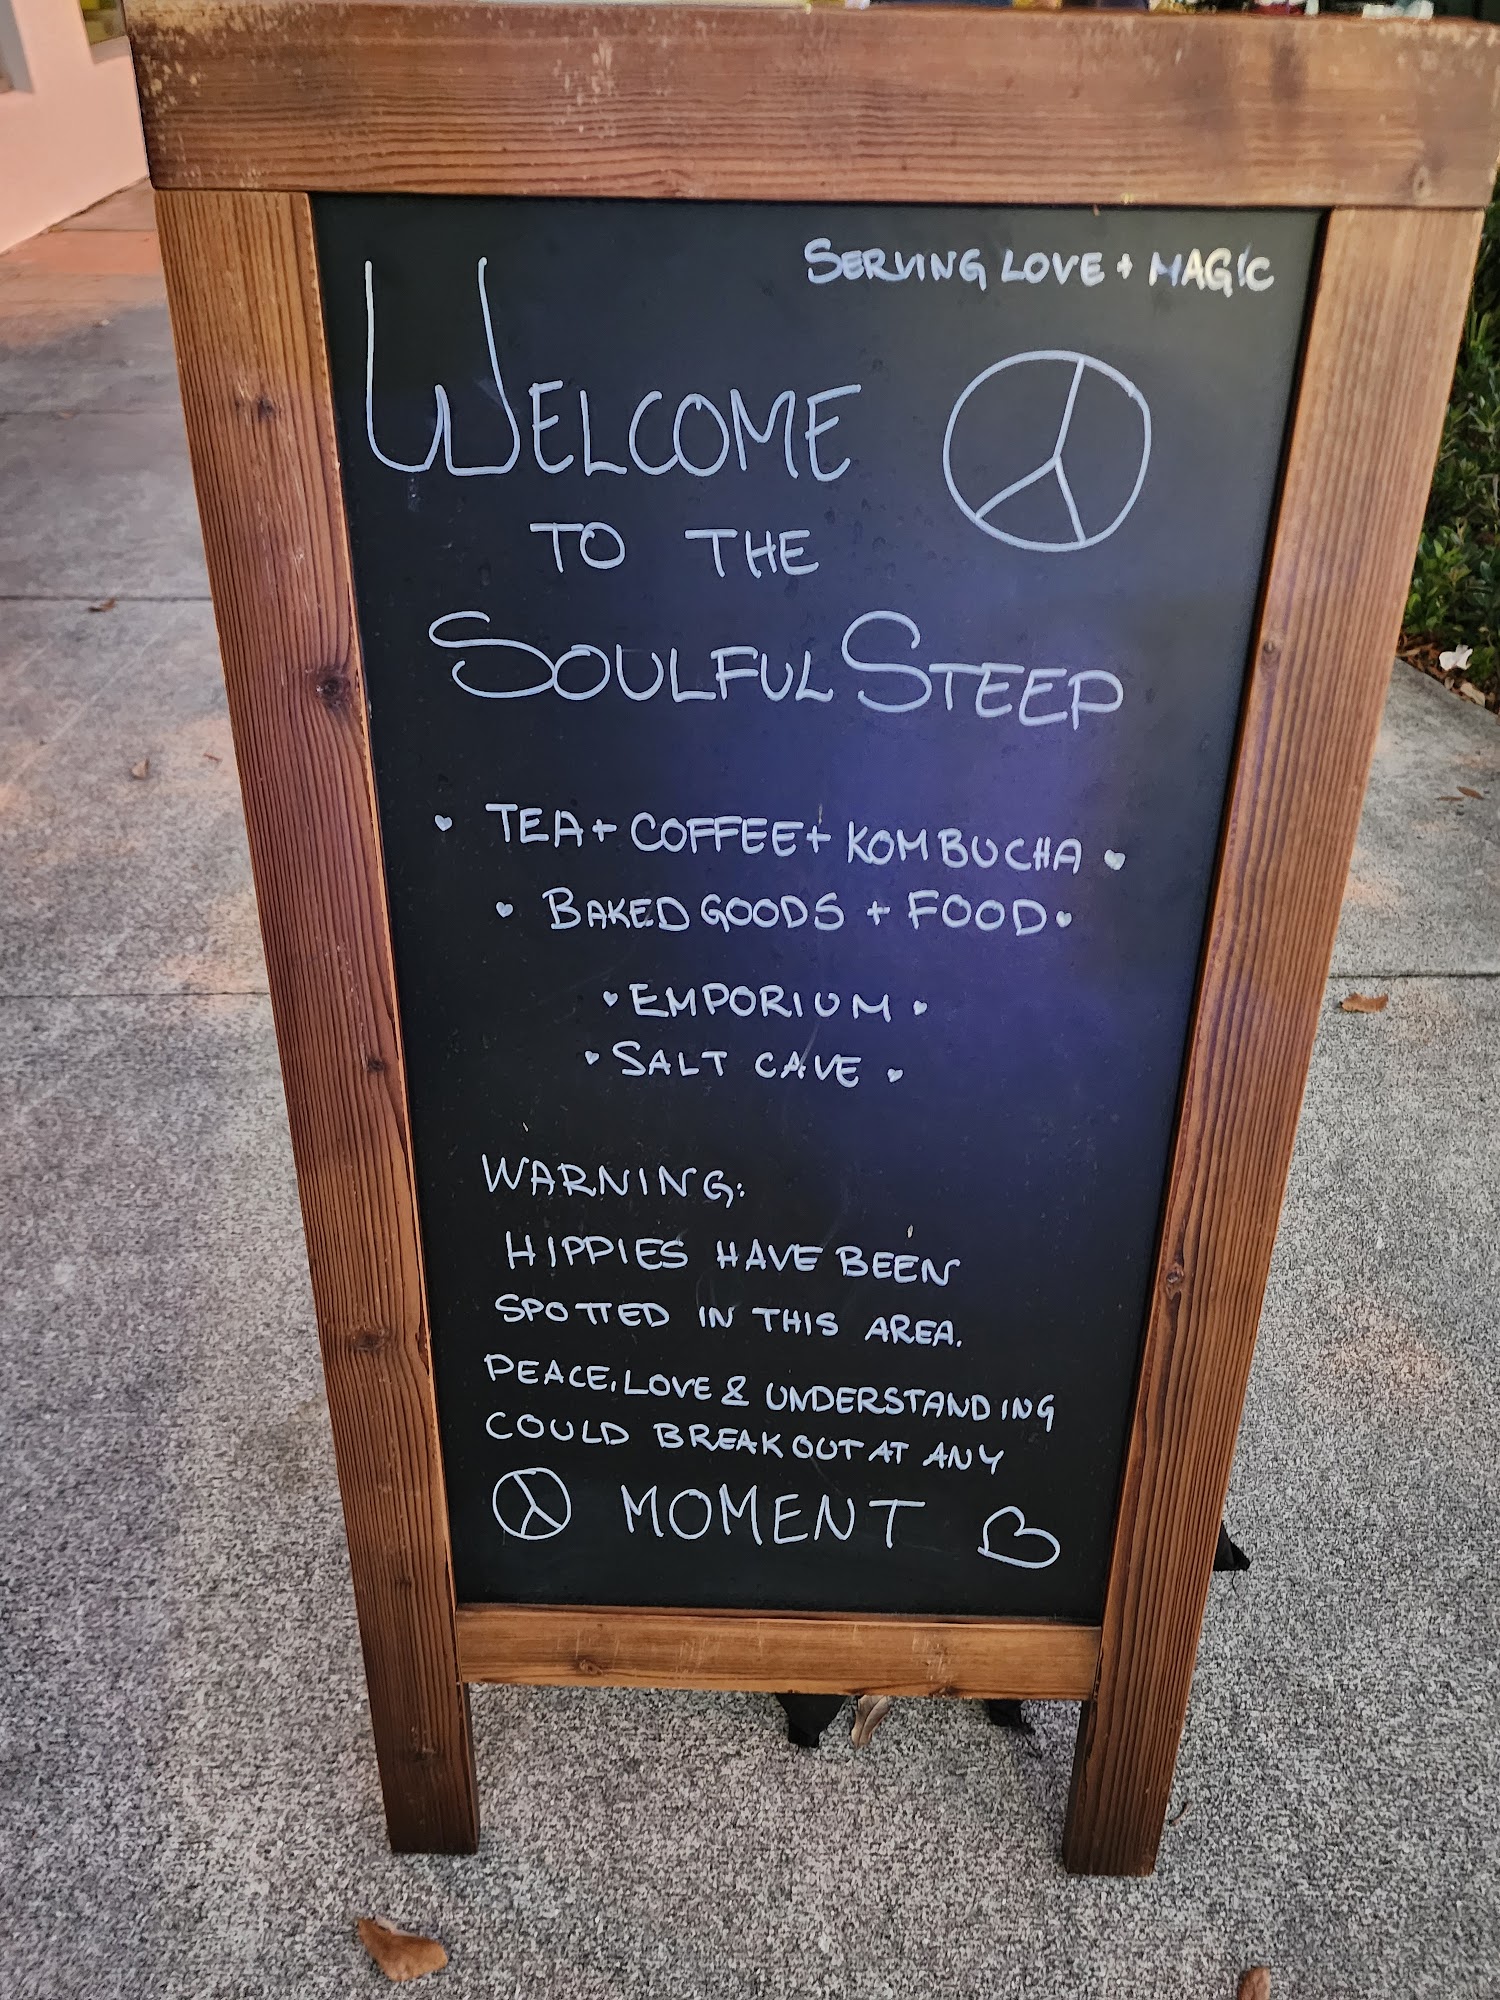 SERVING LOVE + MAGIC
WELCOME
TO THE
SOULFUL STEEP
TEA + COFFEE + KOMBUCHA
BAKED GOODS + FOOD
EMPORIUM
SALT CAVE
WARNING:
HIPPIES HAVE BEEN
SPOTTED IN THIS AREA.
PEACE, LOVE & UNDERSTANDING
COULD BREAK OUT AT ANY
MOMENT